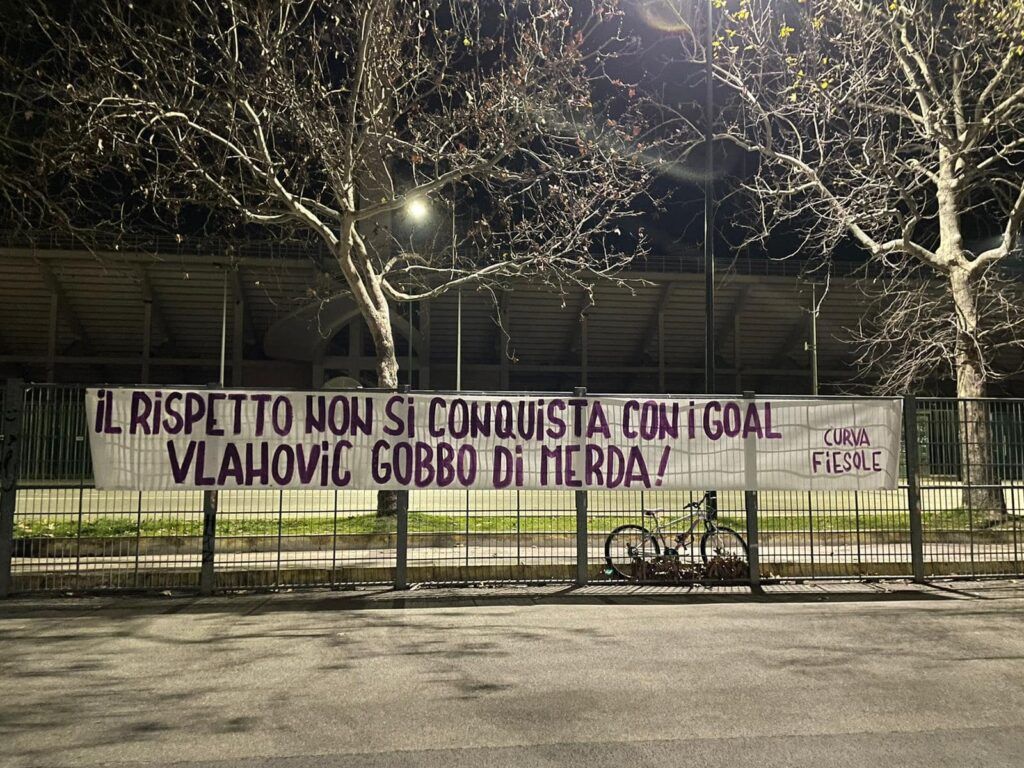 iL RiSPETTO NON Si CONQUiSTA CON i GOAL
VLAHOViC GOBBO Di MERDA!
CURVA
FiESOLE